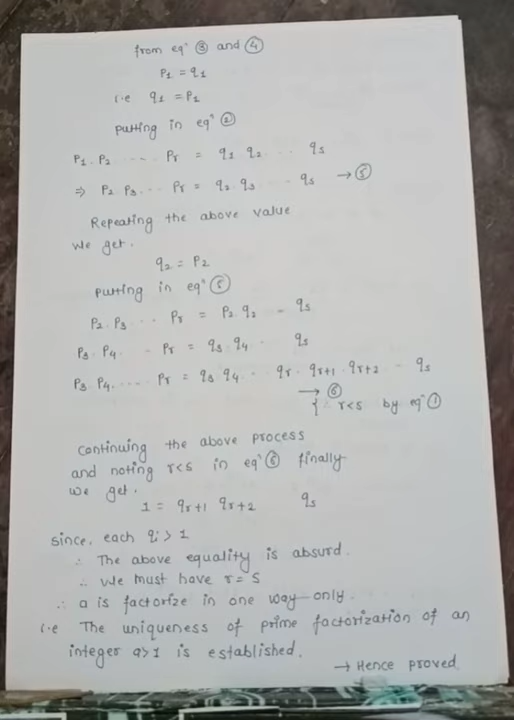 from eqⁿ ③ and ④
P₁ = q₁
i.e q₁ = P₁
putting in eqⁿ ②
P₁ . P₂ ..... Pr = q₁ q₂ ..... qs
⇒ P₂ P₃ ... Pr = q₂ q₃ .... qs → ⑤
Repeating the above value
we get.
q₂ = P₂
putting in eqⁿ ⑤
P₂ . P₃ ... Pr = P₂ . q₂ .. qs
P₃ . P₄ .. Pr = q₃ q₄ . qs
P₃ P₄ ..... Pr = q₃ q₄ ... qr . qr+1 . qr+2 .. qs
→ ⑥
{ ∵ r<s by eqⁿ ①
continuing the above process
and noting r<s in eqⁿ ⑥ finally
we get.
1 = qr+1 qr+2 qs
since, each qi > 1
∴ The above equality is absurd.
∴ We must have r = s
∴ a is factorize in one way only.
i.e The uniqueness of prime factorization of an
integer a>1 is established.
→ Hence proved